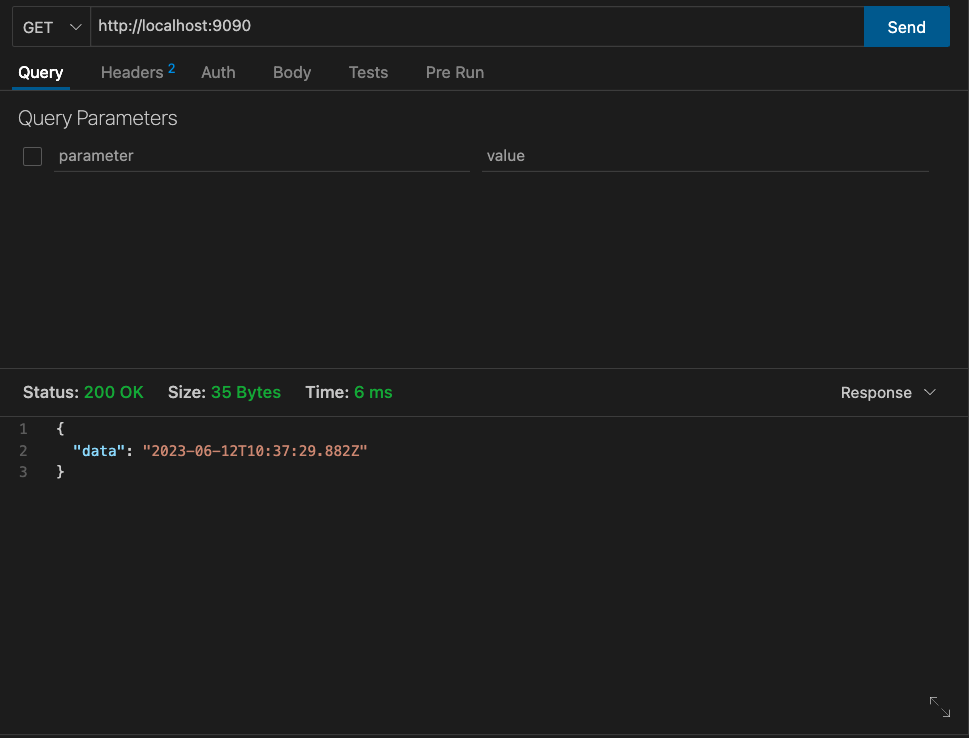 GET http://localhost:9090 Send
Query Headers 2 Auth Body Tests Pre Run
Query Parameters
parameter value
Status: 200 OK Size: 35 Bytes Time: 6 ms Response
1 {
2 "data": "2023-06-12T10:37:29.882Z"
3 }